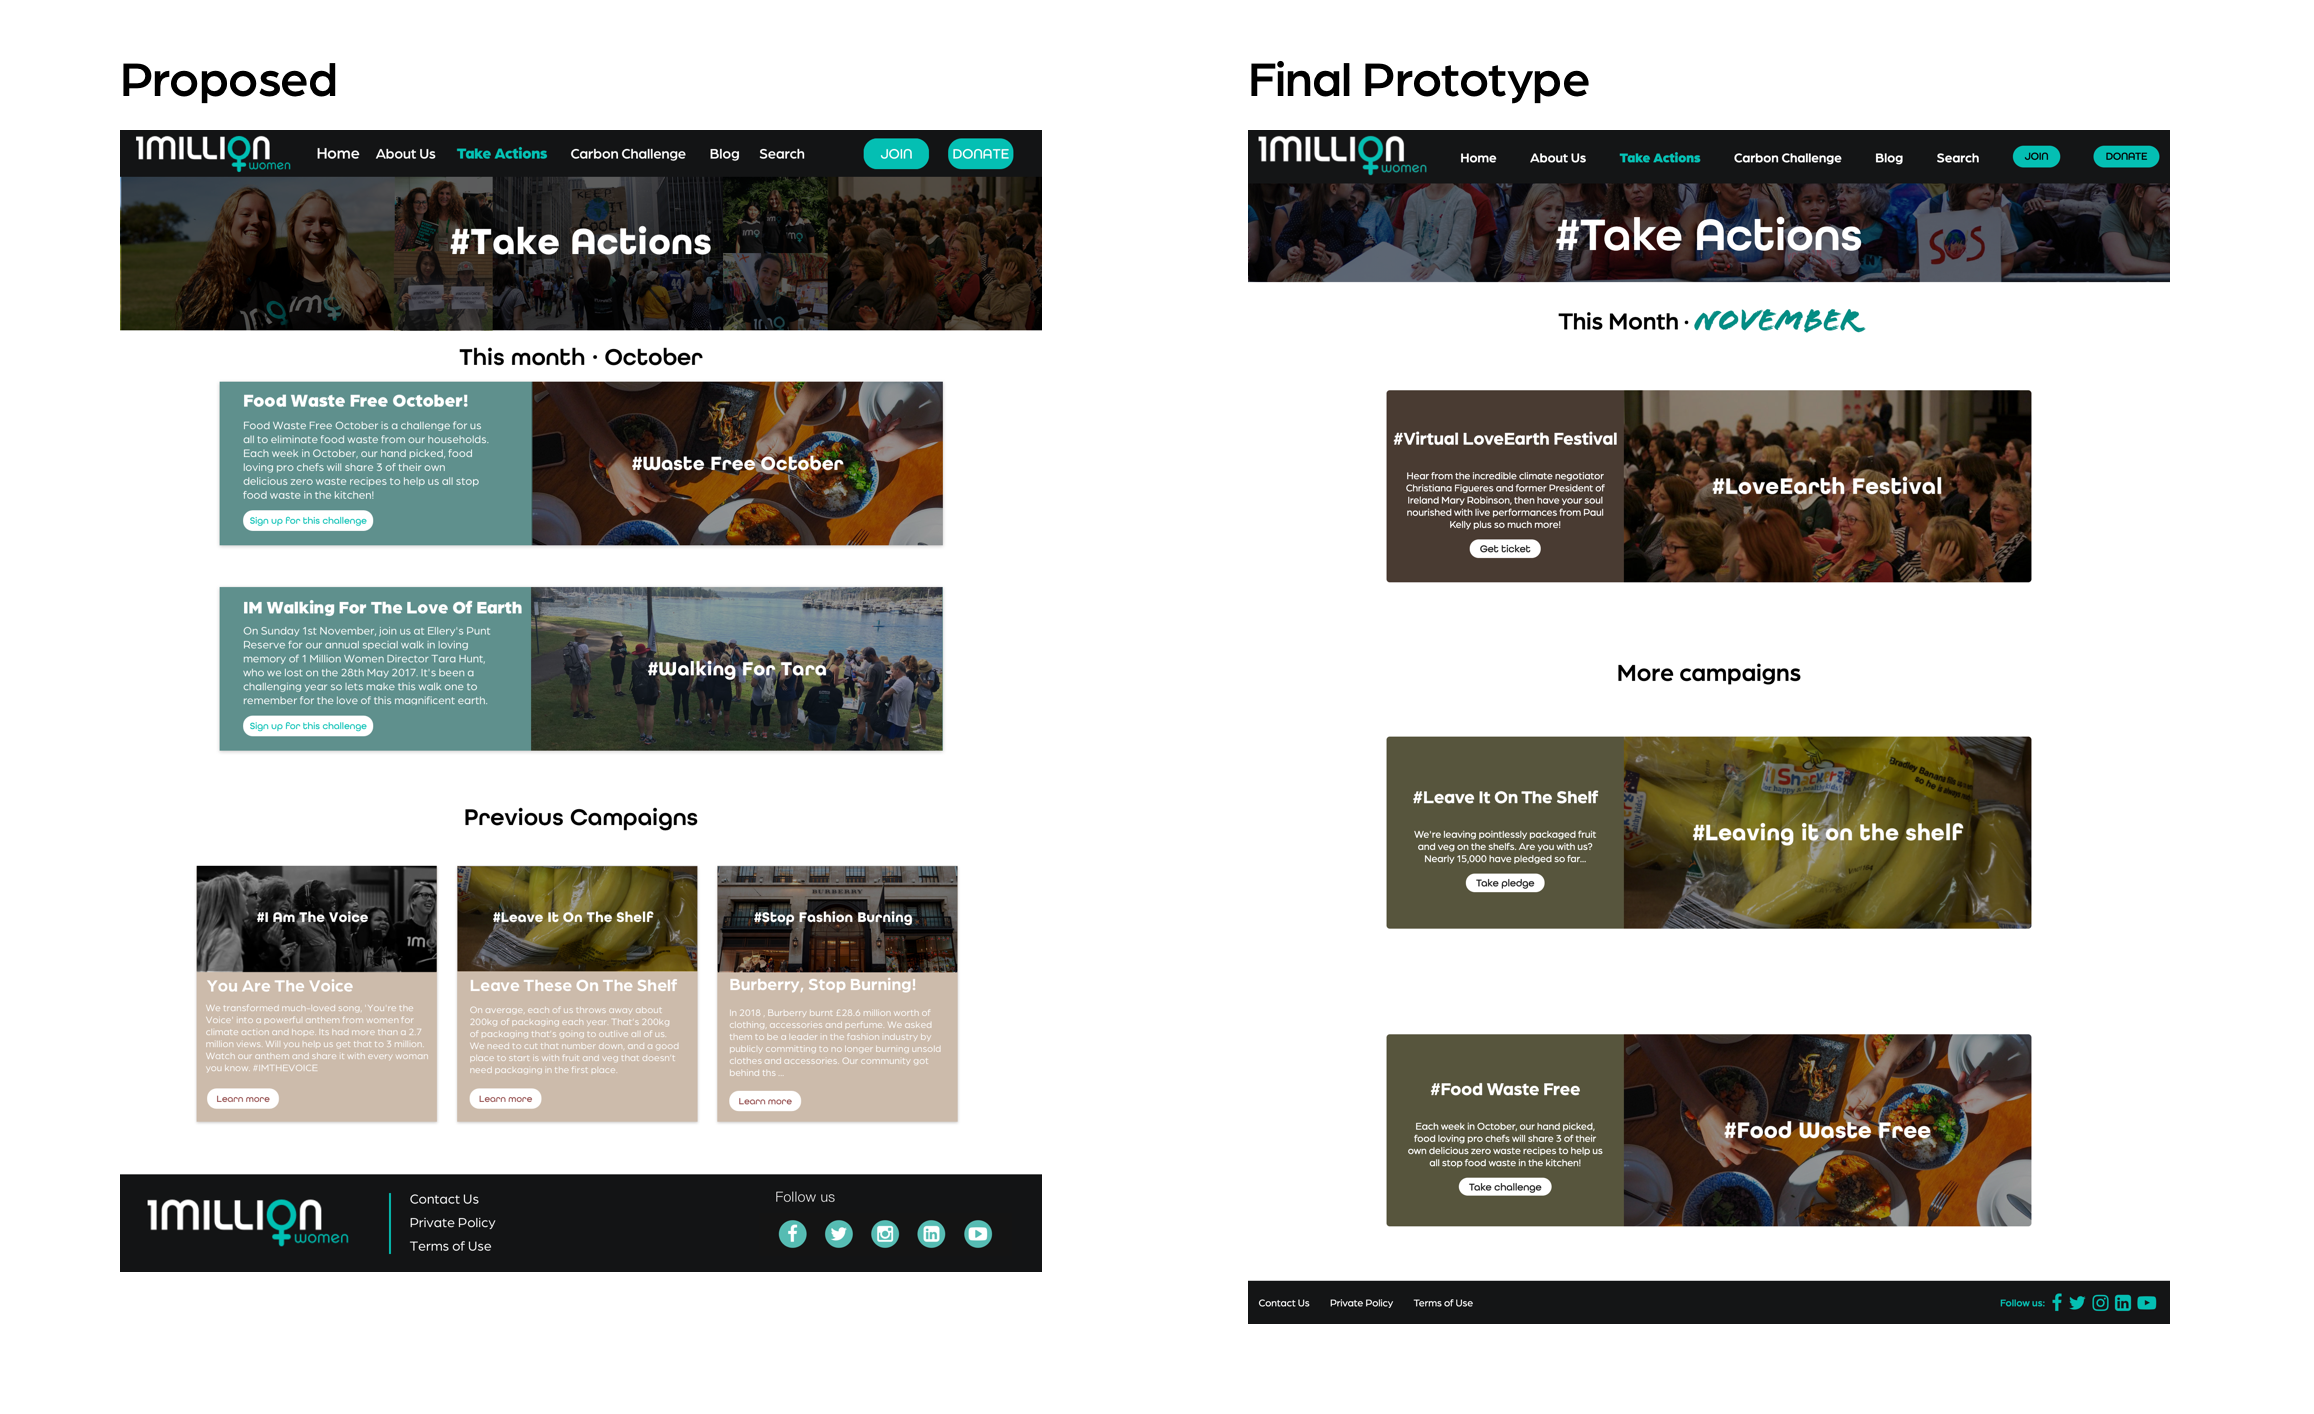 Proposed
1MILLION
women
Home About Us Take Actions Carbon Challenge Blog Search JOIN DONATE
KEEP
IT
COOL
#Take Actions
This month · October
Food Waste Free October!
Food Waste Free October is a challenge for us
all to eliminate food waste from our households.
Each week in October, our hand picked, food
loving pro chefs will share 3 of their own
delicious zero waste recipes to help us all stop
food waste in the kitchen!
Sign up for this challenge
#Waste Free October
IM Walking For The Love Of Earth
On Sunday 1st November, join us at Ellery's Punt
Reserve for our annual special walk in loving
memory of 1 Million Women Director Tara Hunt,
who we lost on the 28th May 2017. It's been a
challenging year so lets make this walk one to
remember for the love of this magnificent earth.
Sign up for this challenge
#Walking For Tara
Previous Campaigns
#I Am The Voice
You Are The Voice
We transformed much-loved song, 'You're the
Voice' into a powerful anthem from women for
climate action and hope. Its had more than a 2.7
million views. Will you help us get that to 3 million.
Watch our anthem and share it with every woman
you know. #IMTHEVOICE
Learn more
#Leave It On The Shelf
Leave These On The Shelf
On average, each of us throws away about
200kg of packaging each year. That's 200kg
of packaging that's going to outlive all of us.
We need to cut that number down, and a good
place to start is with fruit and veg that doesn't
need packaging in the first place.
Learn more
BURBERRY
#Stop Fashion Burning
Burberry, Stop Burning!
In 2018 , Burberry burnt £28.6 million worth of
clothing, accessories and perfume. We asked
them to be a leader in the fashion industry by
publicly committing to no longer burning unsold
clothes and accessories. Our community got
behind ths ...
Learn more
1MILLION
women
Contact Us
Private Policy
Terms of Use
Follow us
Final Prototype
1MILLION
women
Home About Us Take Actions Carbon Challenge Blog Search JOIN DONATE
#Take Actions
SOS
This Month · NOVEMBER
#Virtual LoveEarth Festival
Hear from the incredible climate negotiator
Christiana Figueres and former President of
Ireland Mary Robinson, then have your soul
nourished with live performances from Paul
Kelly plus so much more!
Get ticket
#LoveEarth Festival
More campaigns
#Leave It On The Shelf
We're leaving pointlessly packaged fruit
and veg on the shelfs. Are you with us?
Nearly 15,000 have pledged so far...
Take pledge
Snackers
Bradley Banana
#Leaving it on the shelf
#Food Waste Free
Each week in October, our hand picked,
food loving pro chefs will share 3 of their
own delicious zero waste recipes to help us
all stop food waste in the kitchen!
Take challenge
#Food Waste Free
Contact Us Private Policy Terms of Use Follow us: